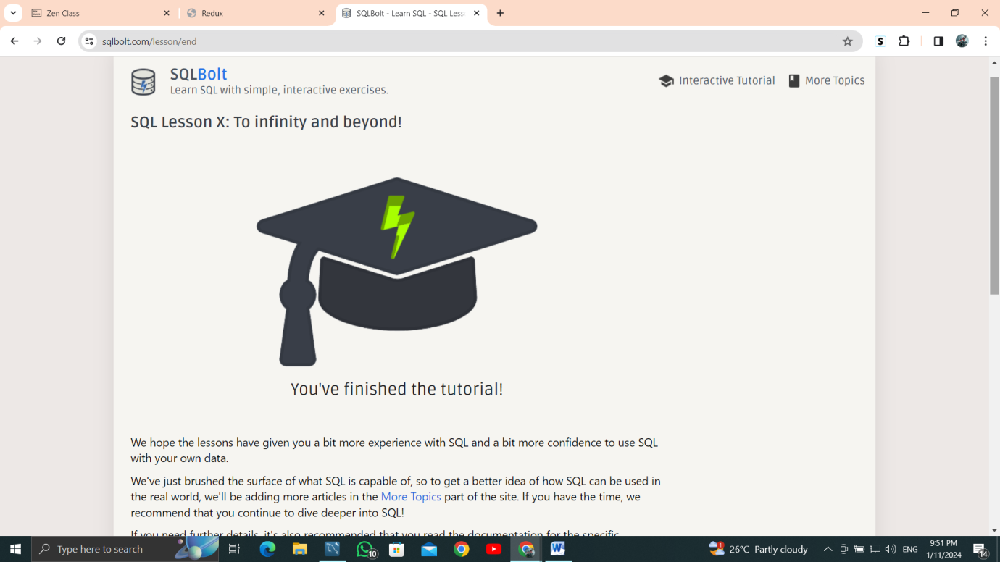 Zen Class
Redux
SQLBolt - Learn SQL - SQL Less
sqlbolt.com/lesson/end
S
SQLBolt
Learn SQL with simple, interactive exercises.
Interactive Tutorial
More Topics
SQL Lesson X: To infinity and beyond!
You've finished the tutorial!
We hope the lessons have given you a bit more experience with SQL and a bit more confidence to use SQL
with your own data.
We've just brushed the surface of what SQL is capable of, so to get a better idea of how SQL can be used in
the real world, we'll be adding more articles in the More Topics part of the site. If you have the time, we
recommend that you continue to dive deeper into SQL!
If you need further details, it's also recommended that you read the documentation for the specific
Type here to search
10
W
1
26°C Partly cloudy
ENG
9:51 PM
1/11/2024
14